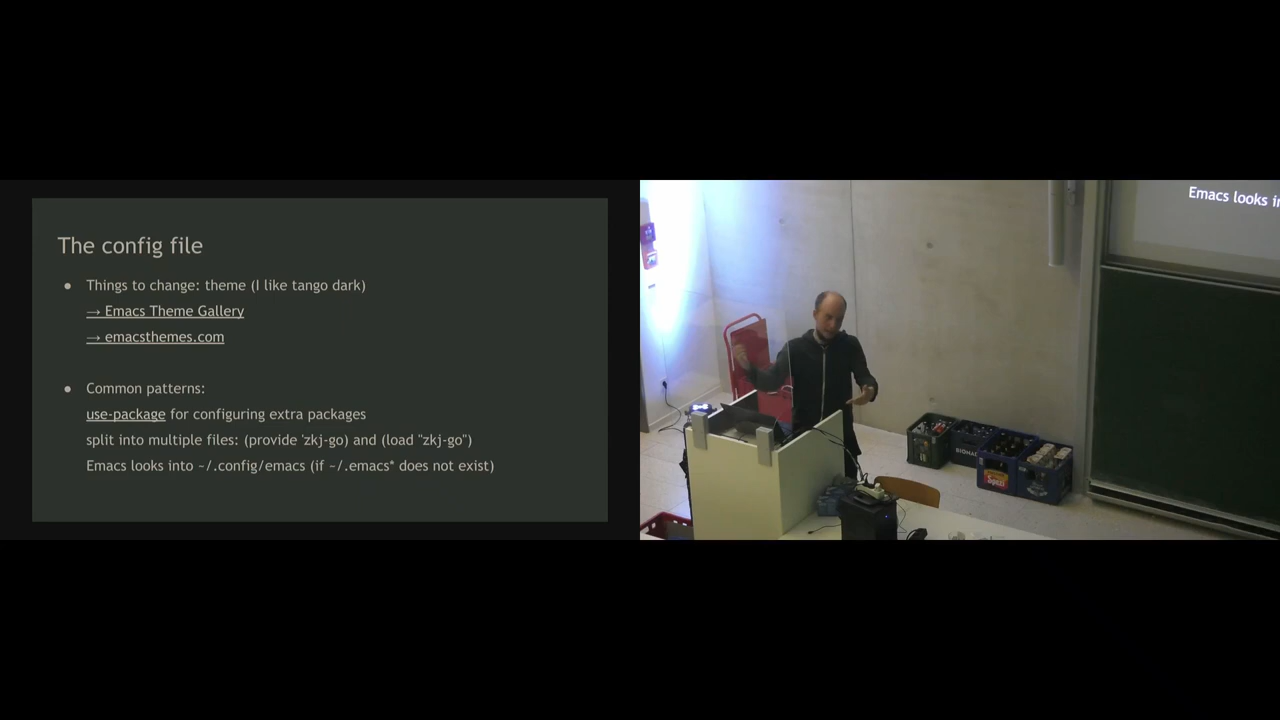 The config file
● Things to change: theme (I like tango dark)
→ Emacs Theme Gallery
→ emacsthemes.com
● Common patterns:
use-package for configuring extra packages
split into multiple files: (provide 'zkj-go) and (load "zkj-go")
Emacs looks into ~/.config/emacs (if ~/.emacs* does not exist)
Emacs looks in
BIONADE
Spezi